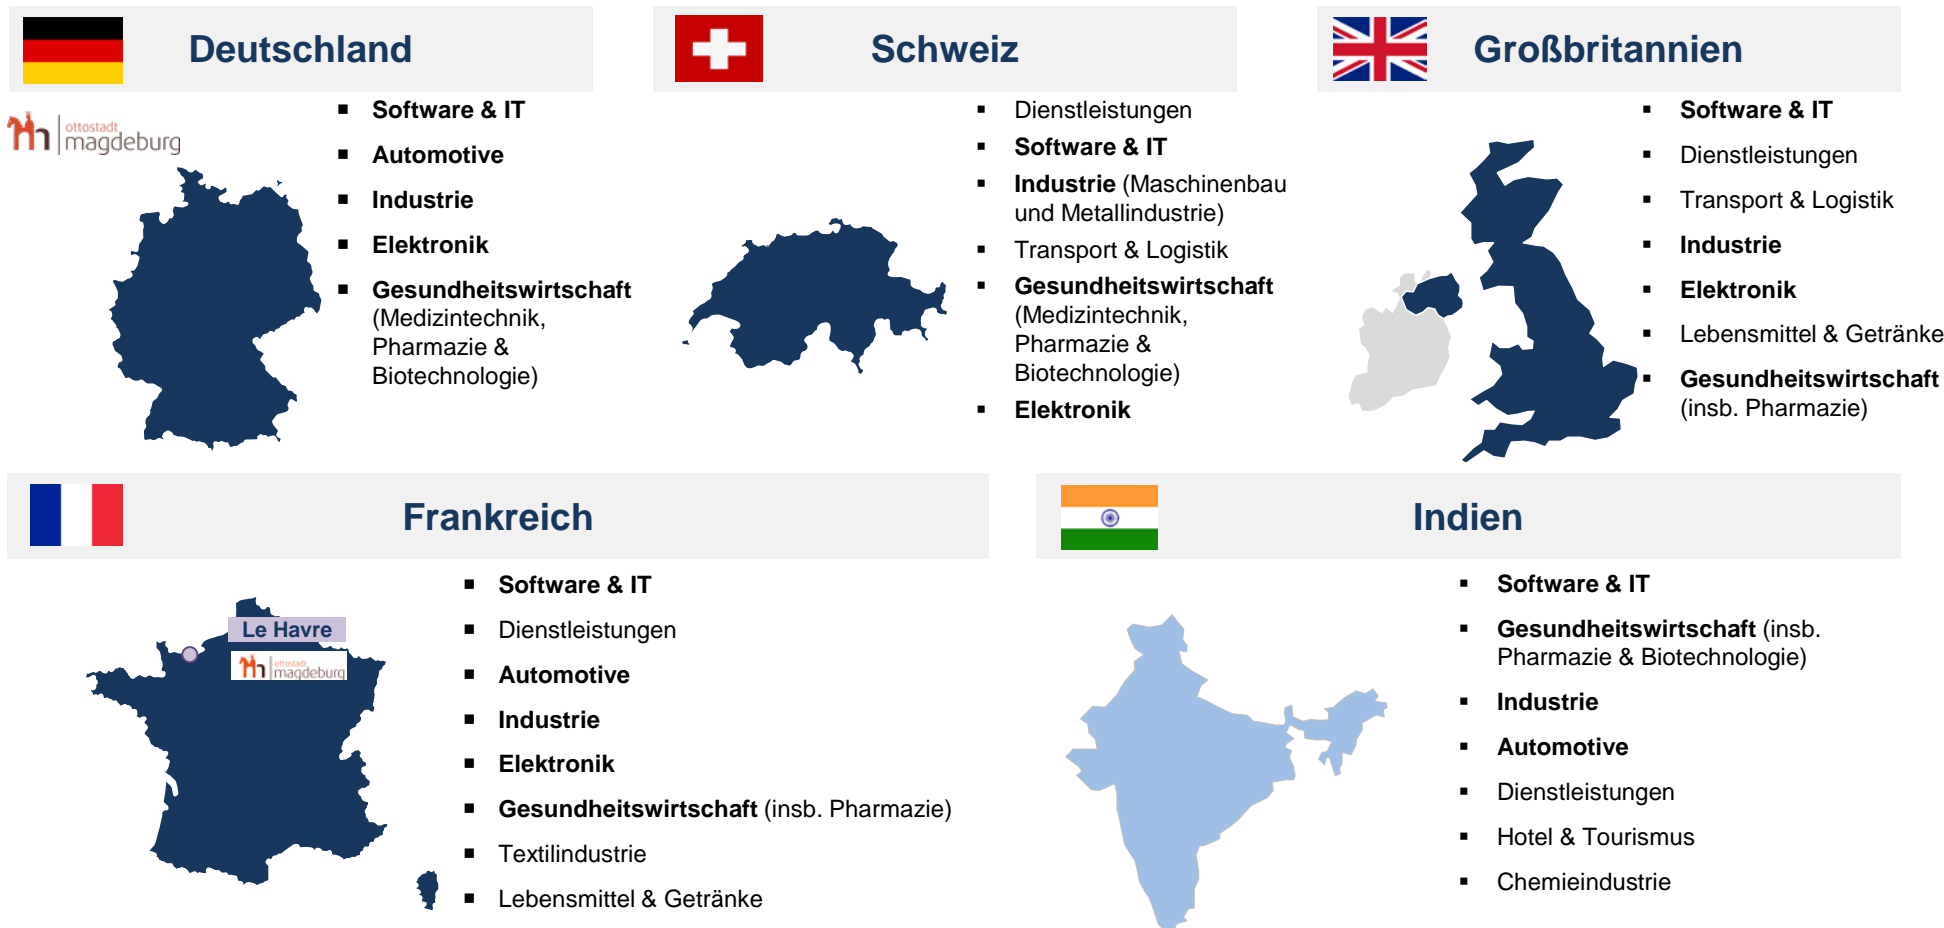 Deutschland
ottostadt
magdeburg
Software & IT
Automotive
Industrie
Elektronik
Gesundheitswirtschaft
(Medizintechnik,
Pharmazie &
Biotechnologie)
Schweiz
Dienstleistungen
Software & IT
Industrie (Maschinenbau
und Metallindustrie)
Transport & Logistik
Gesundheitswirtschaft
(Medizintechnik,
Pharmazie &
Biotechnologie)
Elektronik
Großbritannien
Software & IT
Dienstleistungen
Transport & Logistik
Industrie
Elektronik
Lebensmittel & Getränke
Gesundheitswirtschaft
(insb. Pharmazie)
Frankreich
Le Havre
ottostadt
magdeburg
Software & IT
Dienstleistungen
Automotive
Industrie
Elektronik
Gesundheitswirtschaft (insb. Pharmazie)
Textilindustrie
Lebensmittel & Getränke
Indien
Software & IT
Gesundheitswirtschaft (insb.
Pharmazie & Biotechnologie)
Industrie
Automotive
Dienstleistungen
Hotel & Tourismus
Chemieindustrie